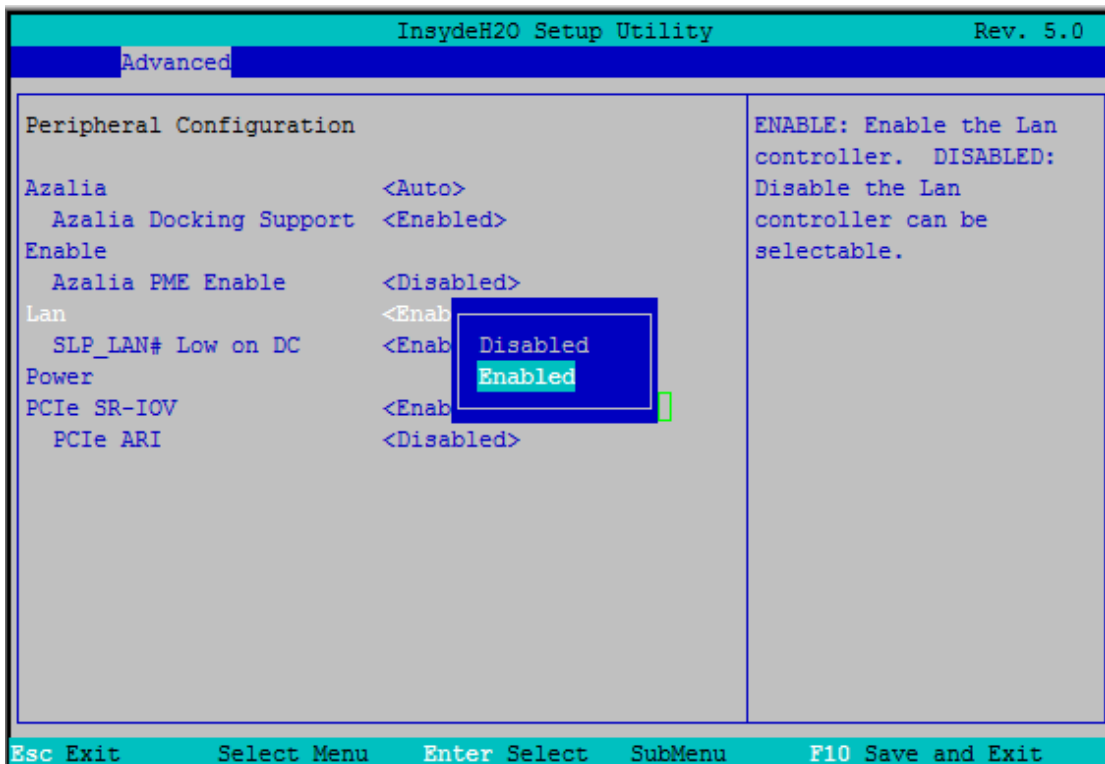 InsydeH20 Setup Utility Rev. 5.0
Advanced
Peripheral Configuration
Azalia <Auto>
Azalia Docking Support <Enabled>
Enable
Azalia PME Enable <Disabled>
Lan <Enab
SLP_LAN# Low on DC <Enab
Power
PCIe SR-IOV <Enab
PCIe ARI <Disabled>
Disabled
Enabled
ENABLE: Enable the Lan
controller. DISABLED:
Disable the Lan
controller can be
selectable.
Esc Exit Select Menu Enter Select SubMenu F10 Save and Exit